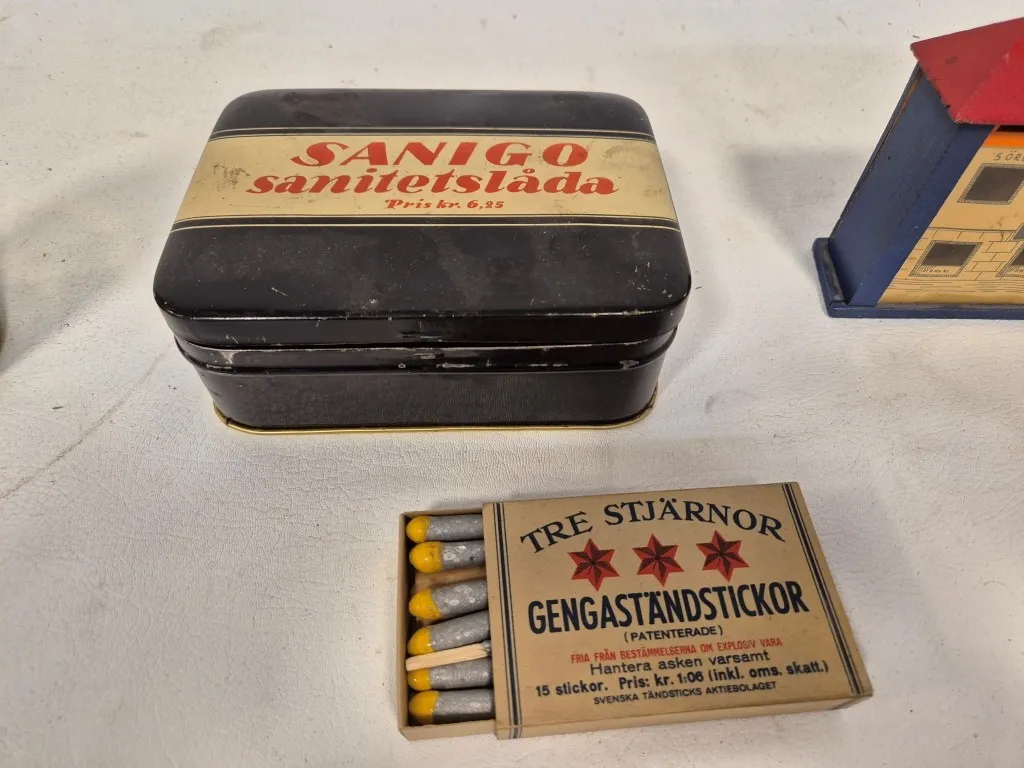 SANIGO
sanitetslåda
Pris kr. 6,25
TRE STJÄRNOR
GENGASTÄNDSTICKOR
(PATENTERADE)
FRIA FRÅN BESTÄMMELSERNA OM EXPLOSIV VARA
Hantera asken varsamt
15 stickor. Pris: kr. 1:06 (inkl. oms. skatt.)
SVENSKA TÄNDSTICKS AKTIEBOLAGET